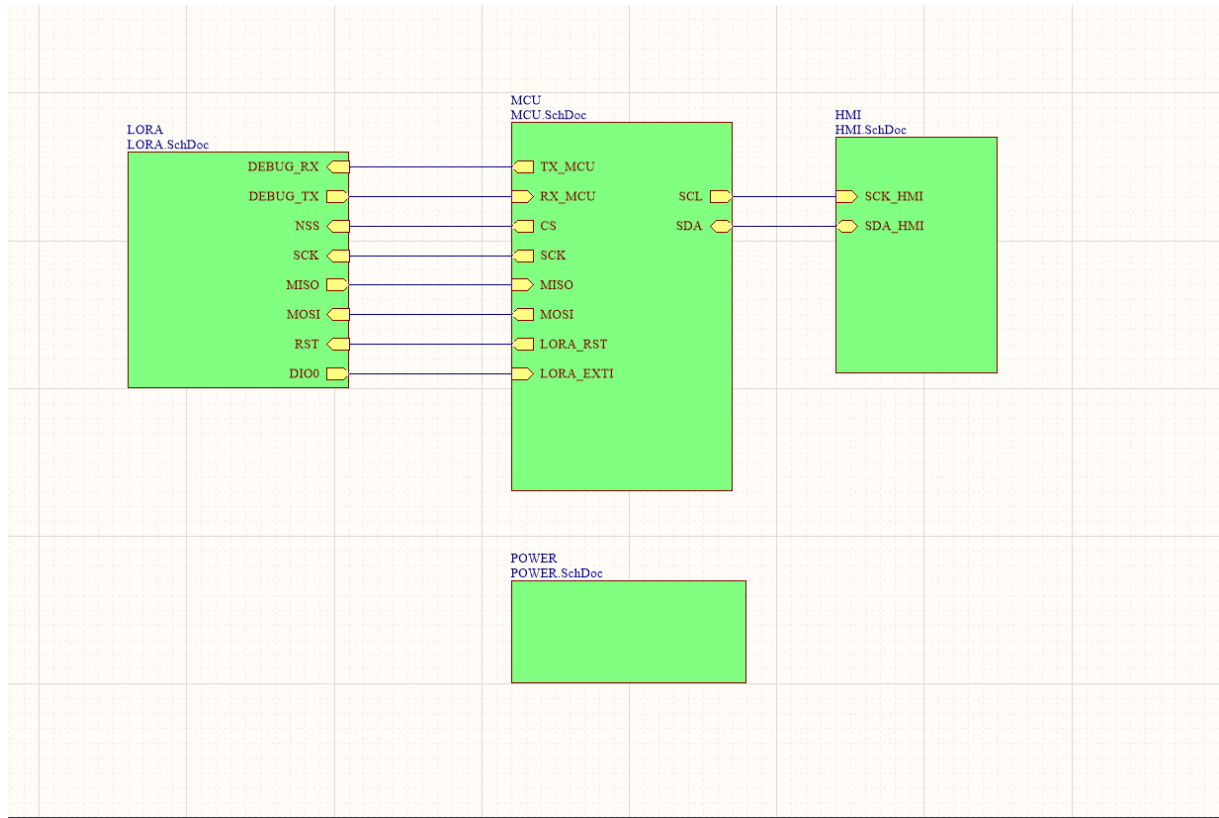 LORA
LORA.SchDoc
DEBUG_RX
DEBUG_TX
NSS
SCK
MISO
MOSI
RST
DIO0
MCU
MCU.SchDoc
TX_MCU
RX_MCU
CS
SCK
MISO
MOSI
LORA_RST
LORA_EXTI
SCL
SDA
HMI
HMI.SchDoc
SCK_HMI
SDA_HMI
POWER
POWER.SchDoc